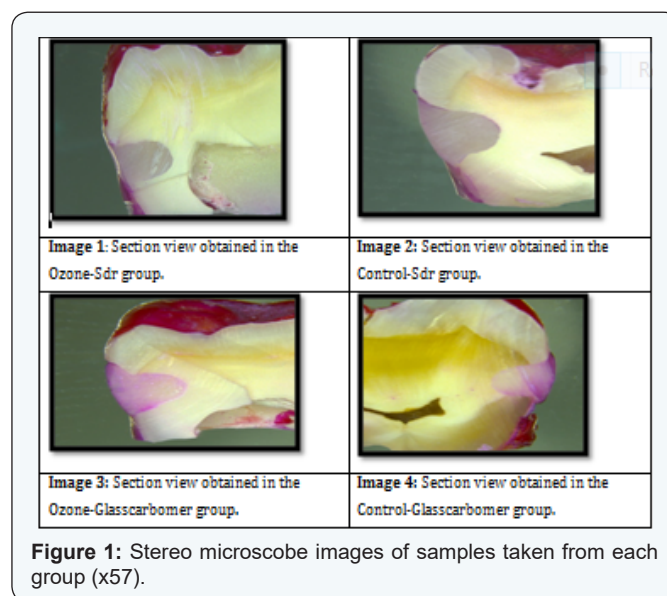 Image 1: Section view obtained in the
Ozone-Sdr group.
Image 2: Section view obtained in the
Control-Sdr group.
Image 3: Section view obtained in the
Ozone-Glasscarbomer group.
Image 4: Section view obtained in the
Control-Glasscarbomer group.
Figure 1: Stereo microscobe images of samples taken from each
group (x57).